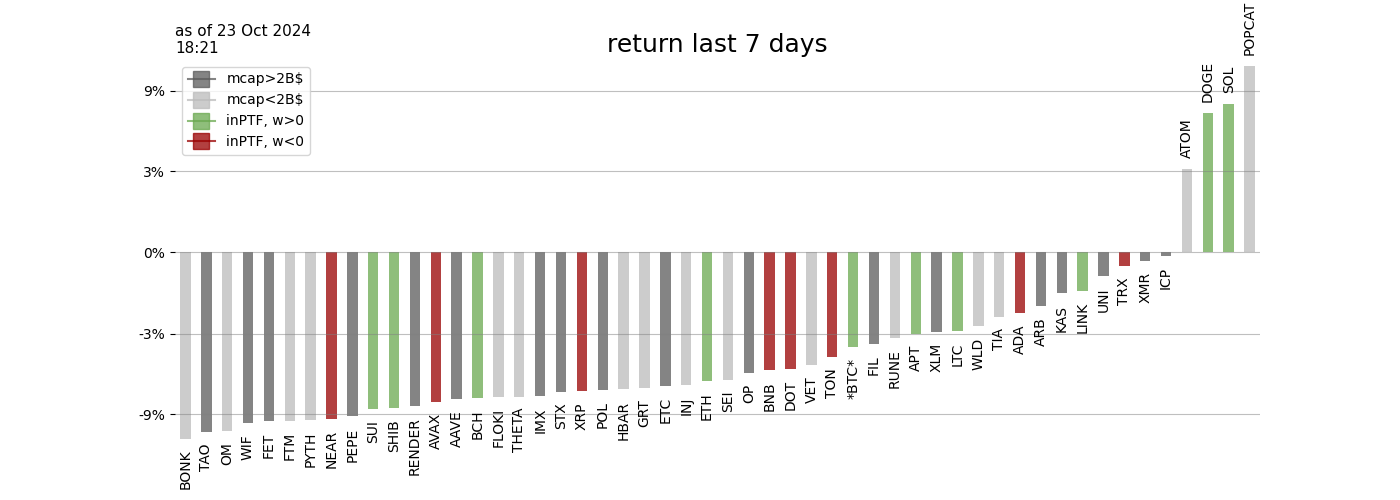 as of 23 Oct 2024
18:21
return last 7 days
mcap>2B$
mcap<2B$
inPTF, w>0
inPTF, w<0
9%
3%
0%
-3%
-9%
BONK
TAO
OM
WIF
FET
FTM
PYTH
NEAR
PEPE
SUI
SHIB
RENDER
AVAX
AAVE
BCH
FLOKI
THETA
IMX
STX
XRP
POL
HBAR
GRT
ETC
INJ
ETH
SEI
OP
BNB
DOT
VET
TON
*BTC*
FIL
RUNE
APT
XLM
LTC
WLD
TIA
ADA
ARB
KAS
LINK
UNI
TRX
XMR
ICP
ATOM
DOGE
SOL
POPCAT